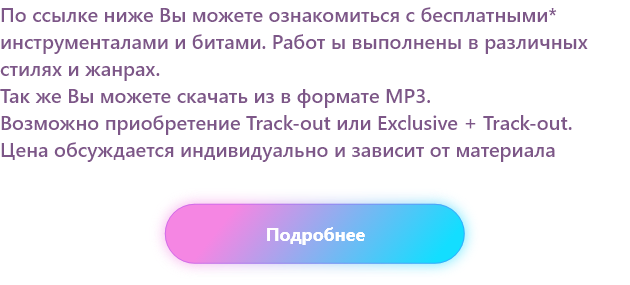 По ссылке ниже Вы можете ознакомиться с бесплатными*
инструменталами и битами. Работ ы выполнены в различных
стилях и жанрах.
Так же Вы можете скачать из в формате MP3.
Возможно приобретение Track-out или Exclusive + Track-out.
Цена обсуждается индивидуально и зависит от материала
Подробнее